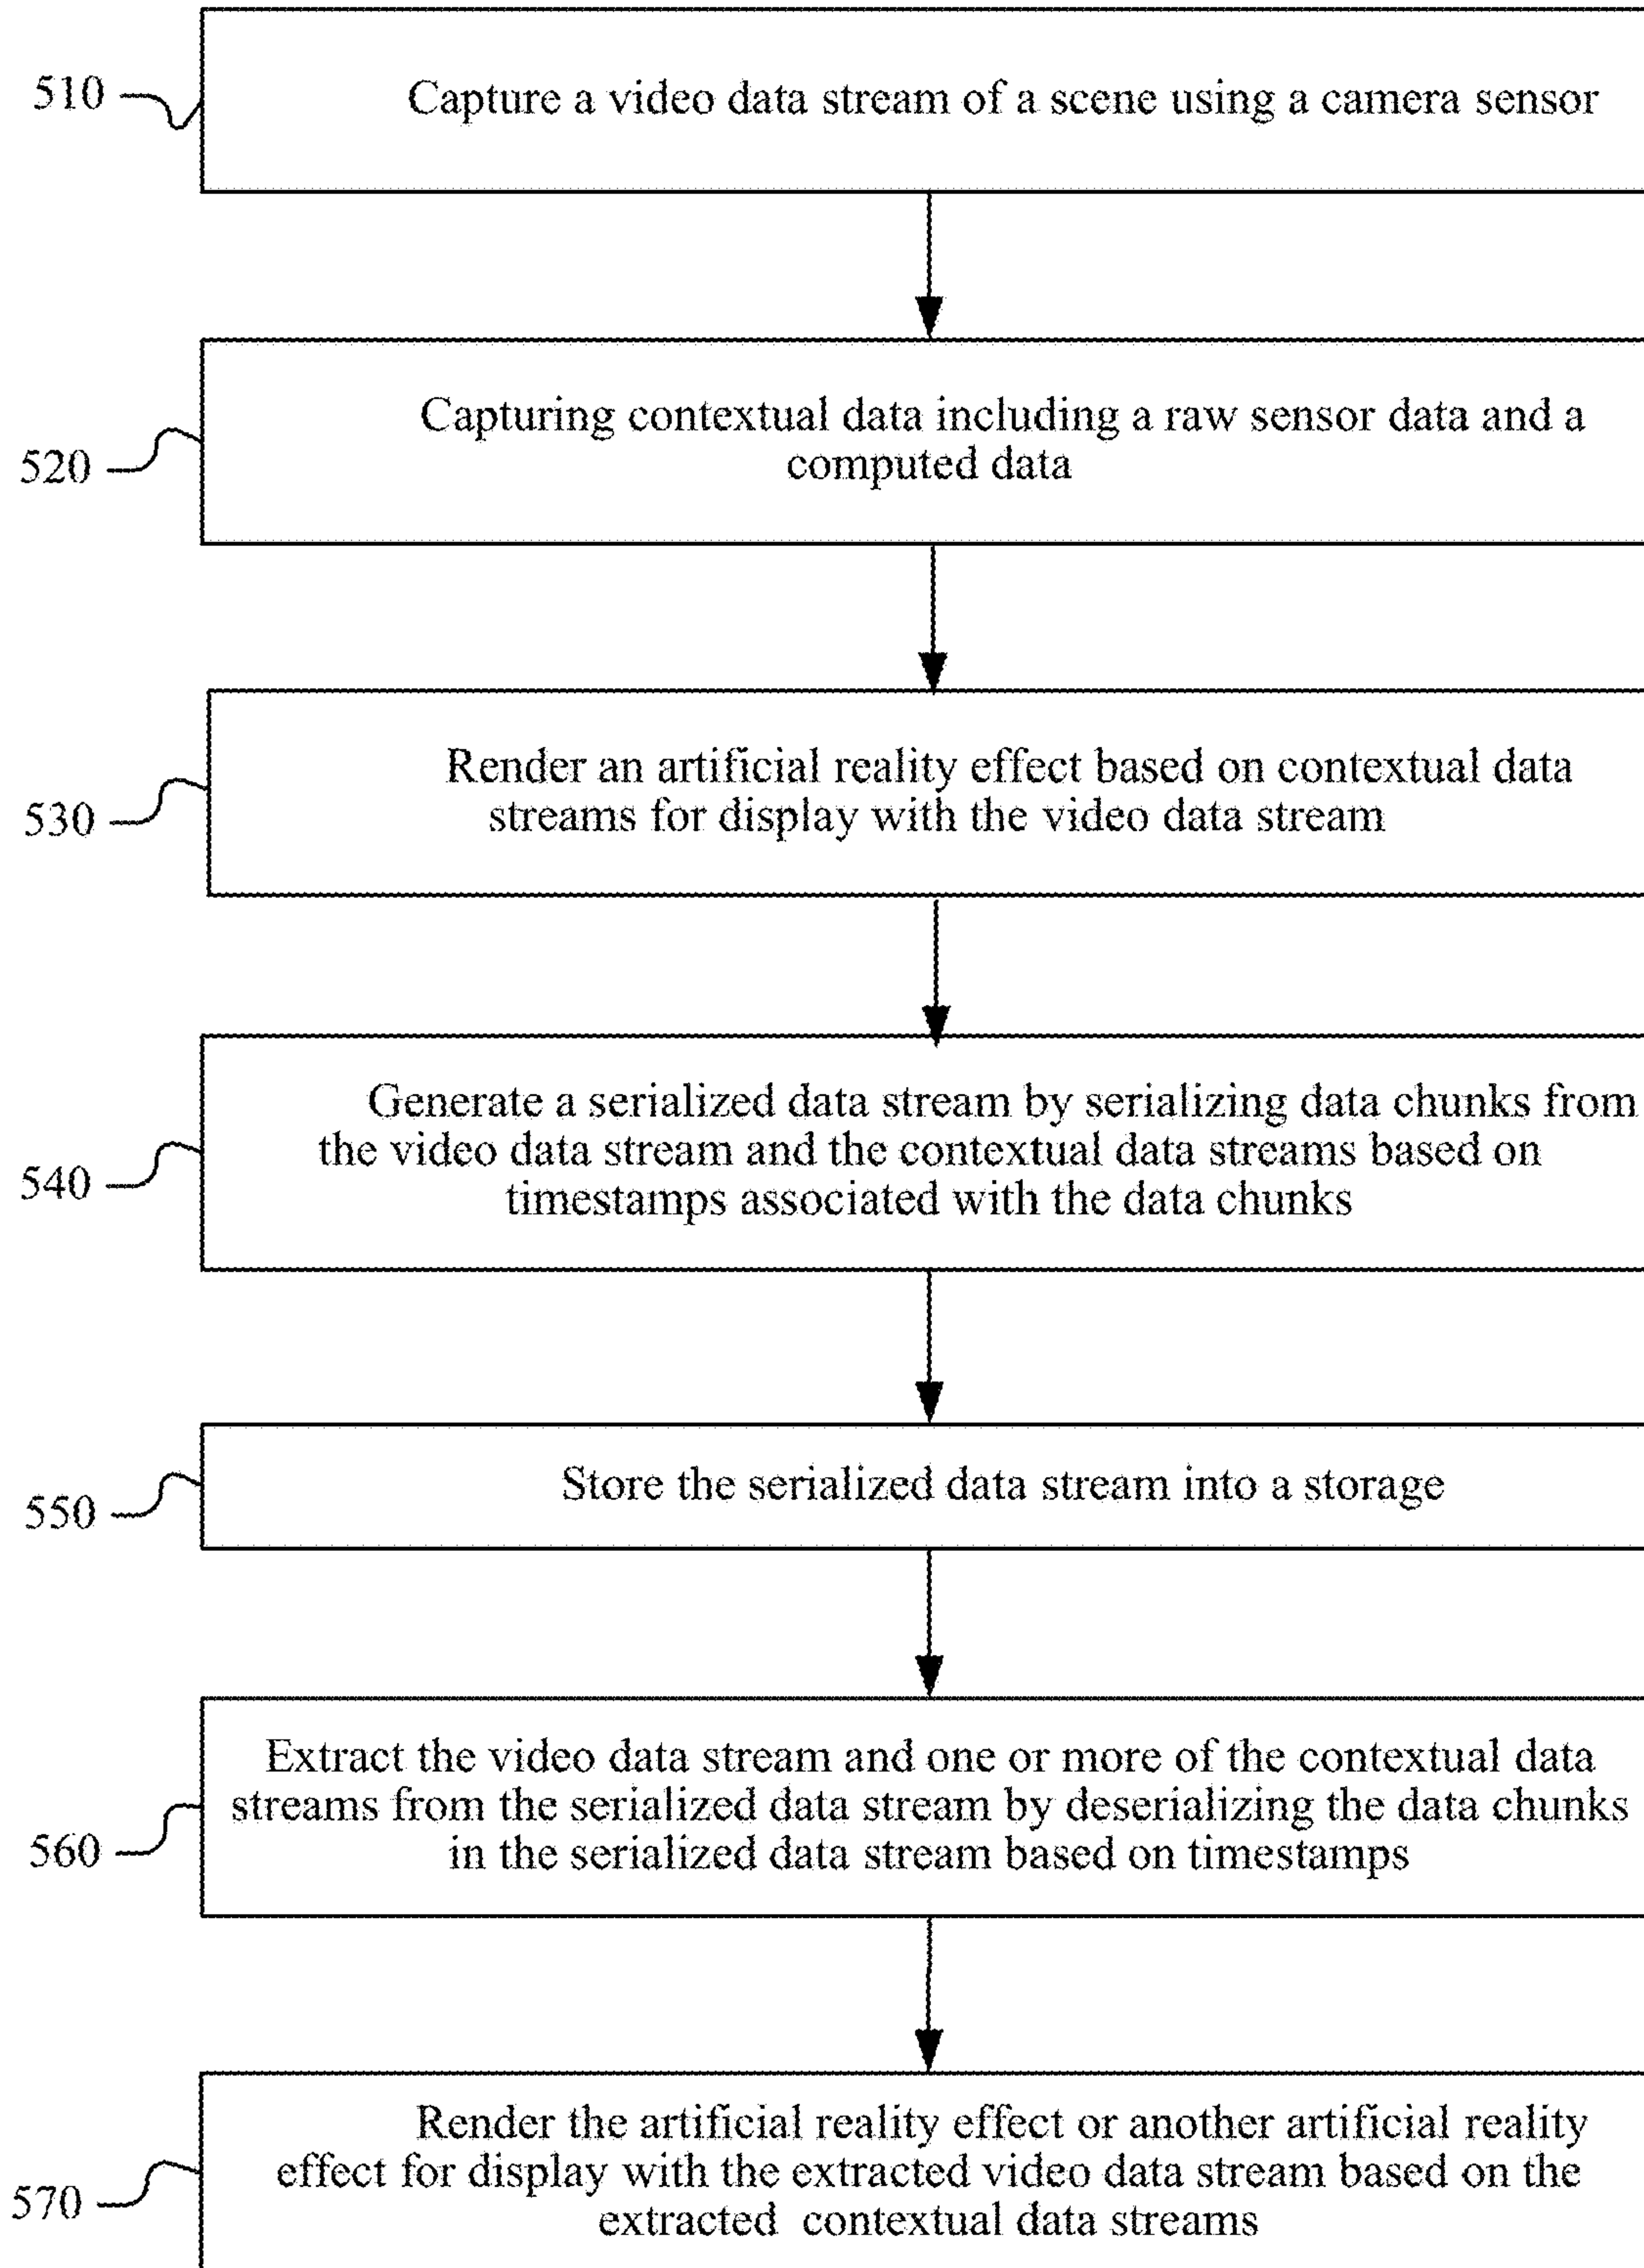 510
Capture a video data stream of a scene using a camera sensor
520
Capturing contextual data including a raw sensor data and a
computed data
530
Render an artificial reality effect based on contextual data
streams for display with the video data stream
540
Generate a serialized data stream by serializing data chunks from
the video data stream and the contextual data streams based on
timestamps associated with the data chunks
550
Store the serialized data stream into a storage
560
Extract the video data stream and one or more of the contextual data
streams from the serialized data stream by deserializing the data chunks
in the serialized data stream based on timestamps
570
Render the artificial reality effect or another artificial reality
effect for display with the extracted video data stream based on the
extracted contextual data streams